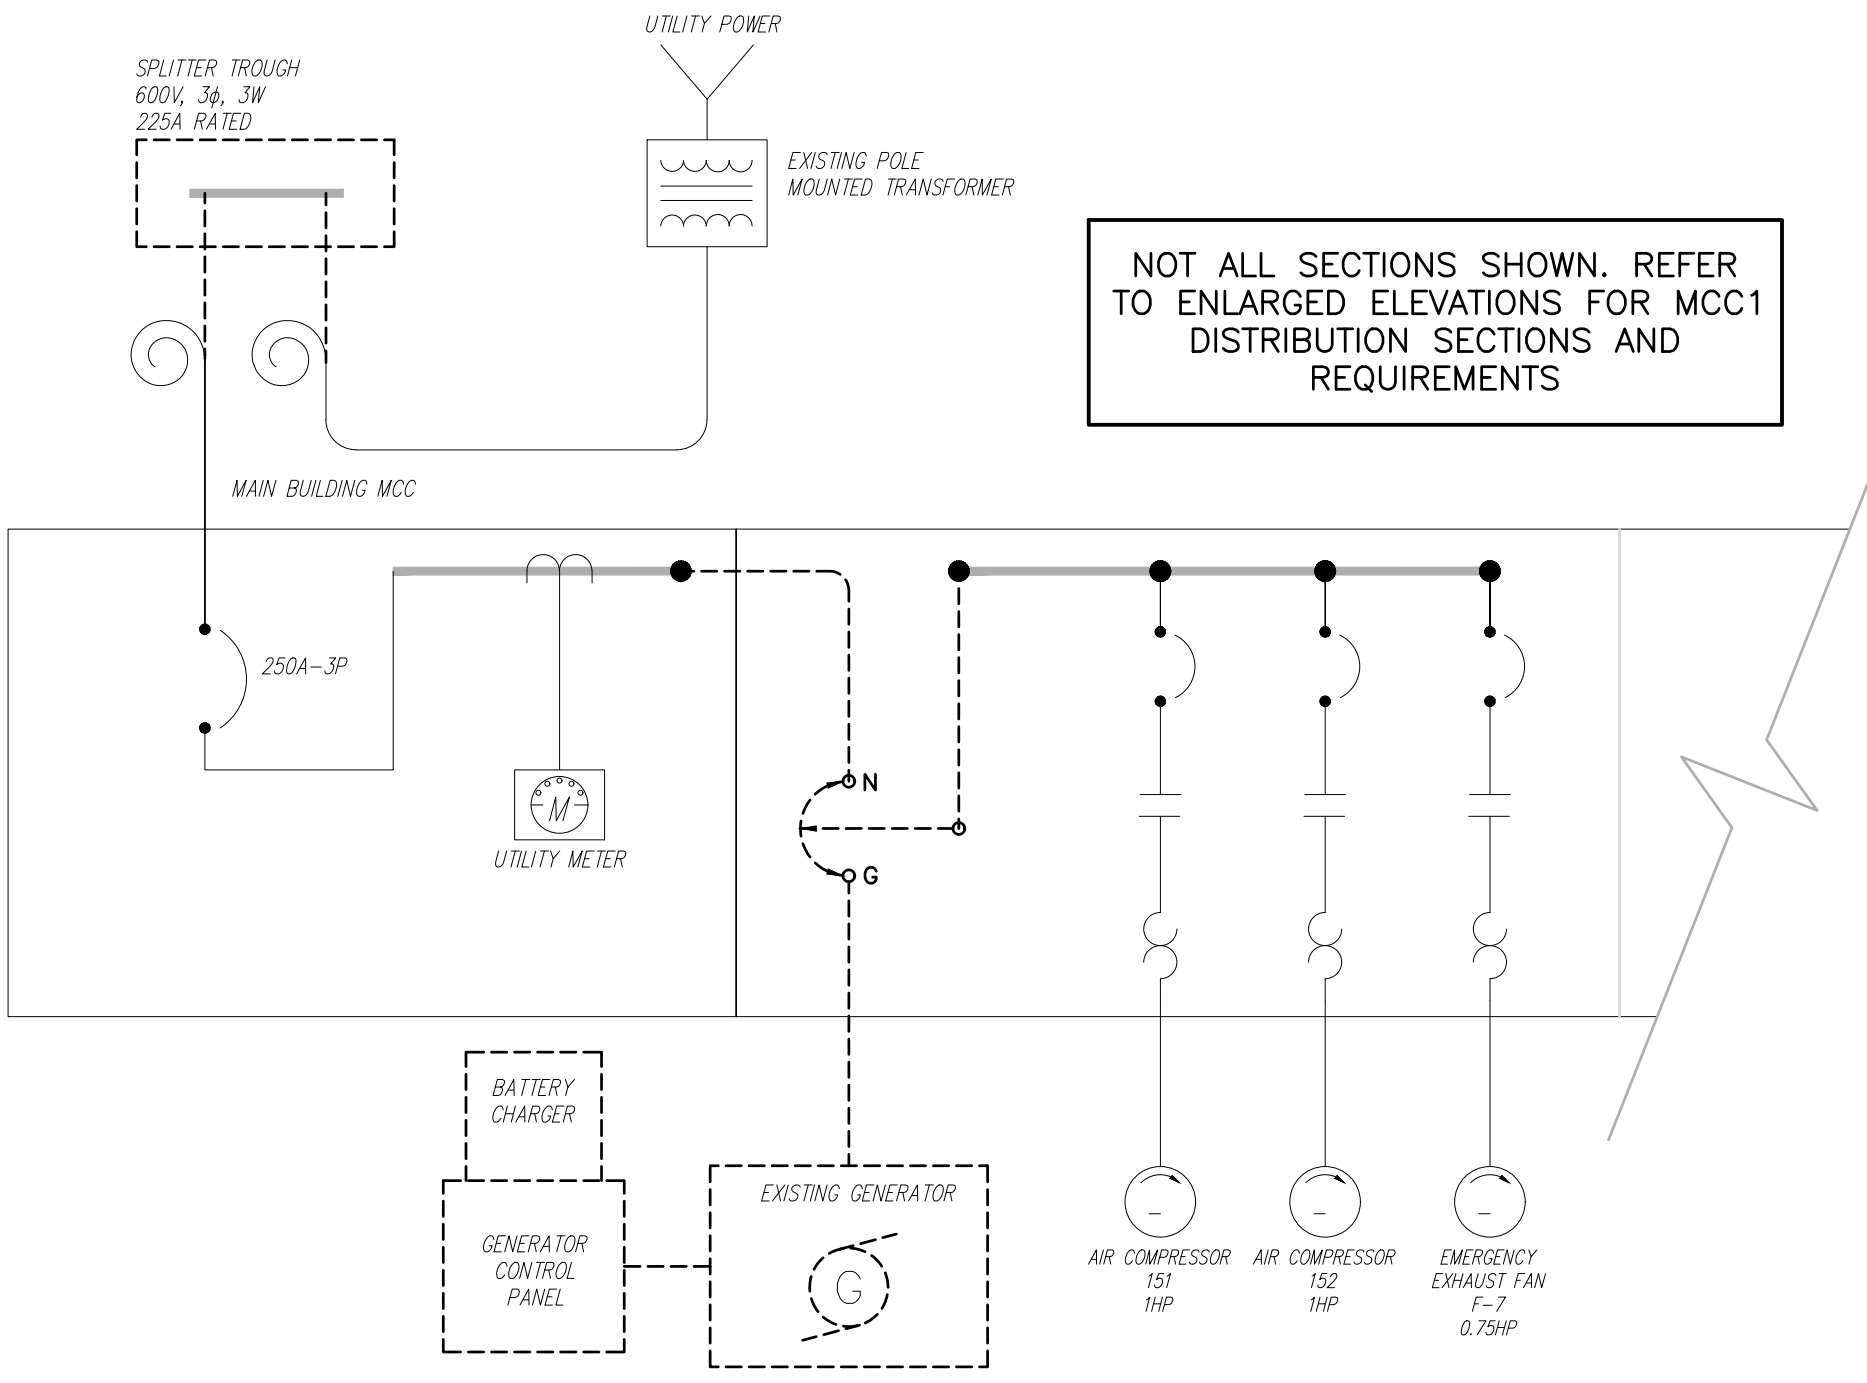 UTILITY POWER
SPLITTER TROUGH
600V, 3ϕ, 3W
225A RATED
EXISTING POLE
MOUNTED TRANSFORMER
NOT ALL SECTIONS SHOWN. REFER
TO ENLARGED ELEVATIONS FOR MCC1
DISTRIBUTION SECTIONS AND
REQUIREMENTS
MAIN BUILDING MCC
250A-3P
M
UTILITY METER
N
G
BATTERY
CHARGER
GENERATOR
CONTROL
PANEL
EXISTING GENERATOR
G
AIR COMPRESSOR
151
1HP
AIR COMPRESSOR
152
1HP
EMERGENCY
EXHAUST FAN
F-7
0.75HP